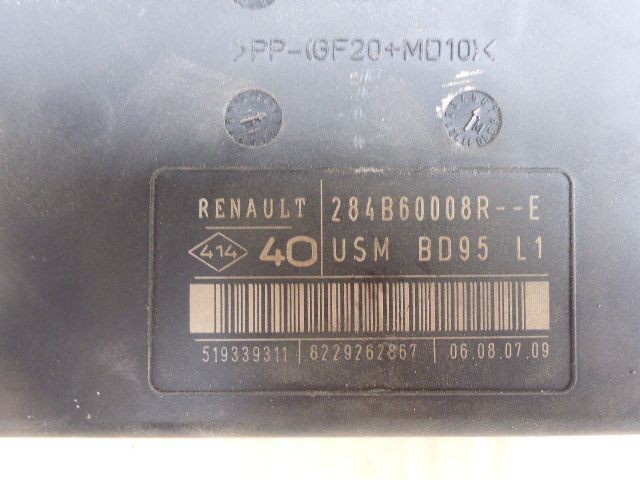 >PP-(GF20+MD10)<
RENAULT 284B60008R--E
414 40 USM BD95 L1
519339311 8229262867 06.08.07.09